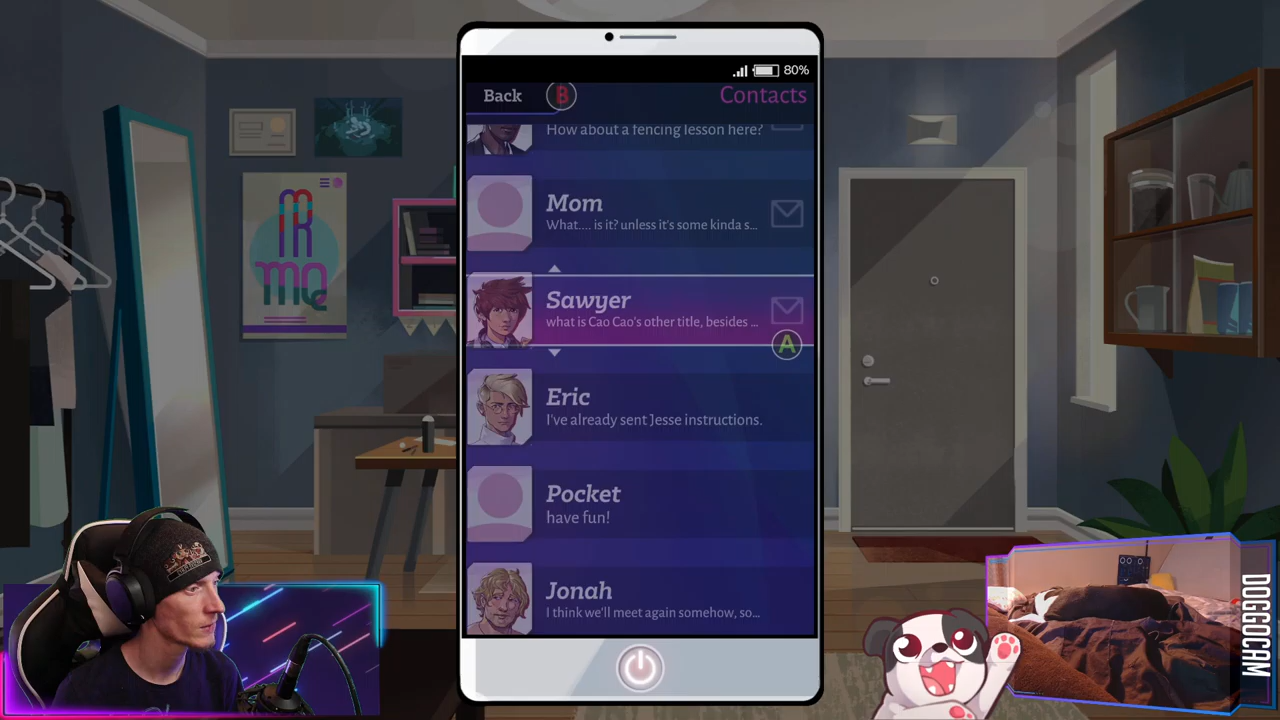 80%
Back
B
Contacts
How about a fencing lesson here?
Mom
What.... is it? unless it's some kinda s...
Sawyer
what is Cao Cao's other title, besides ...
A
Eric
I've already sent Jesse instructions.
Pocket
have fun!
Jonah
I think we'll meet again somehow, so...
DOGGOCAM